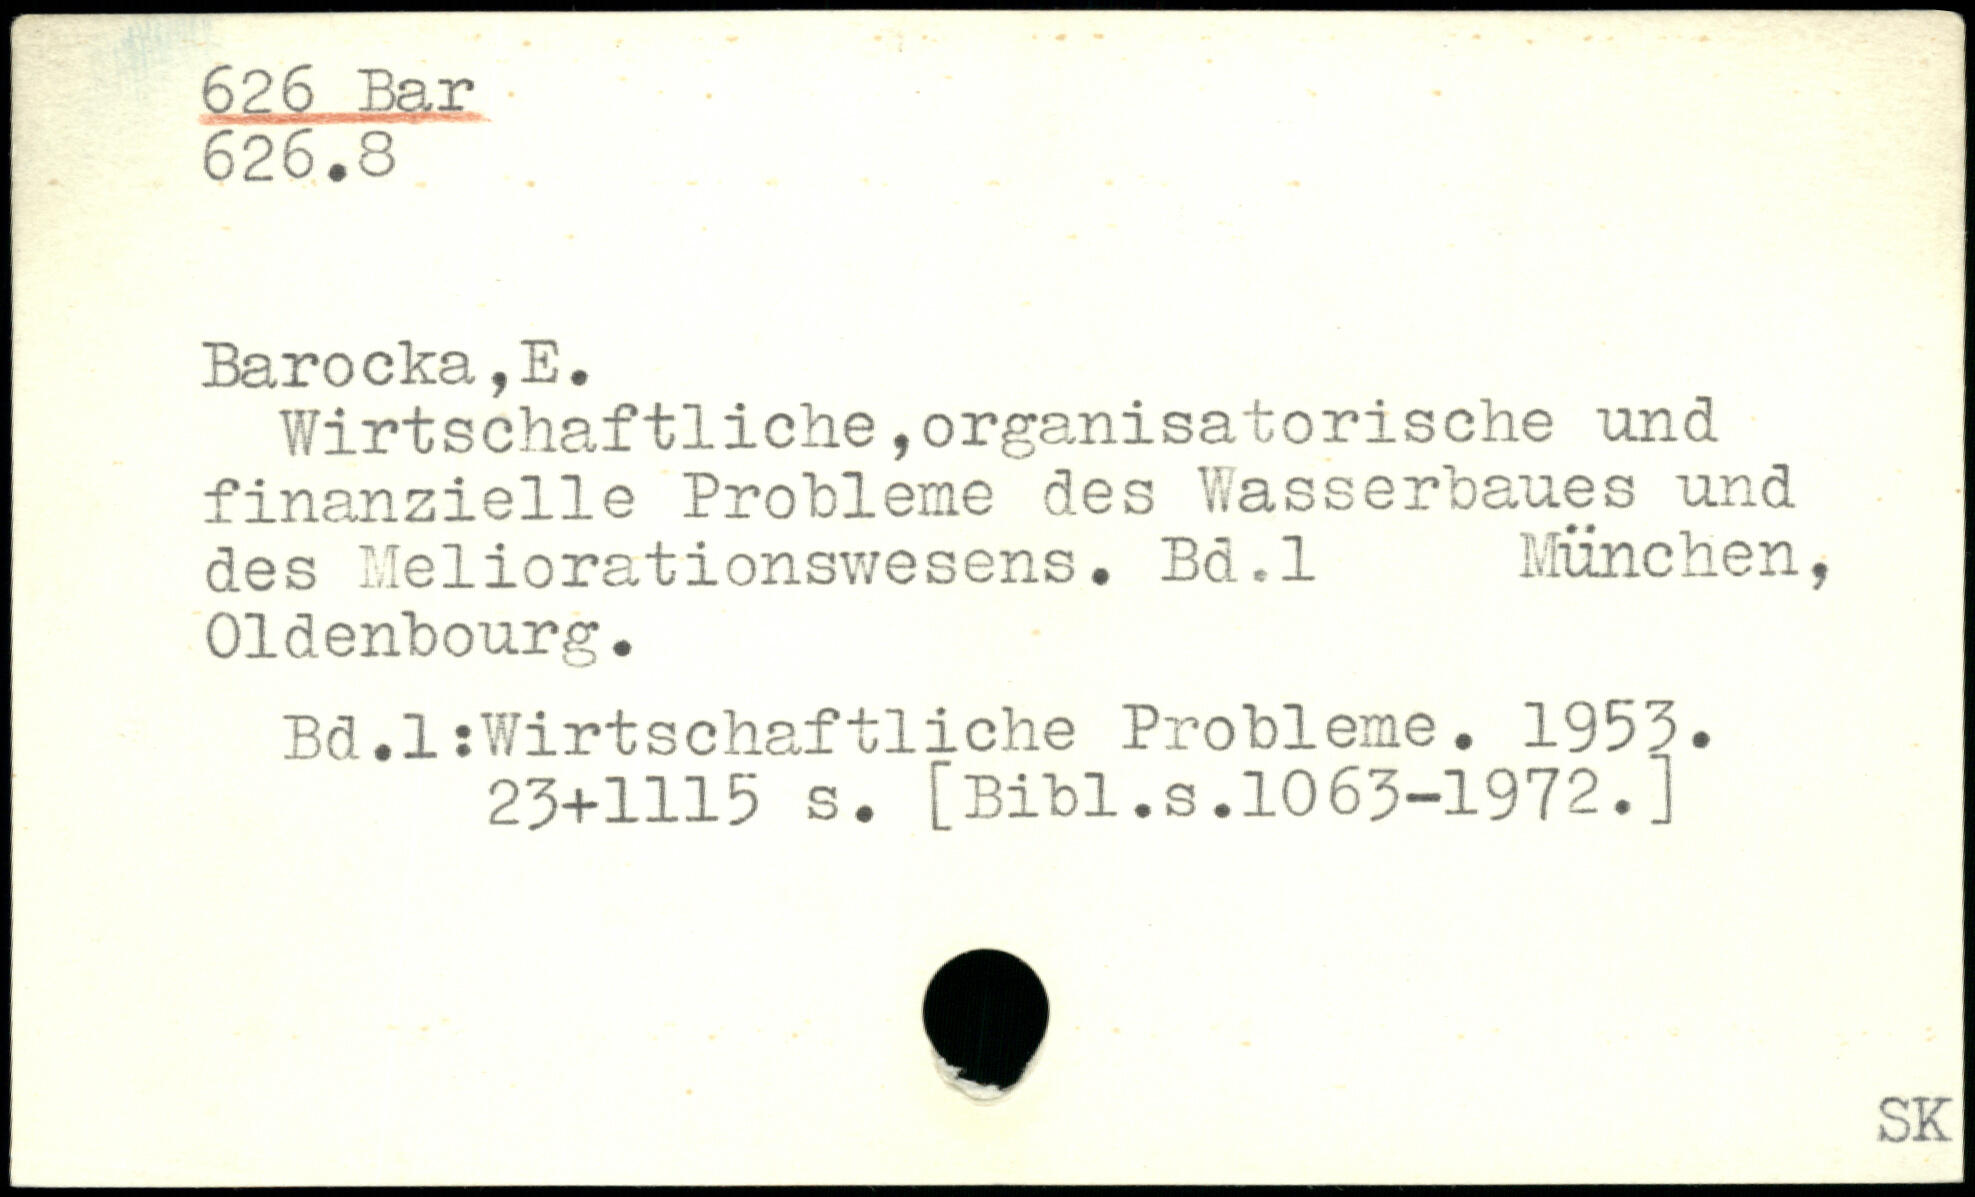 626 Bar
626.8
Barocka,E.
Wirtschaftliche,organisatorische und
finanzielle Probleme des Wasserbaues und
des Meliorationswesens. Bd.1 München,
Oldenbourg.
Bd.1:Wirtschaftliche Probleme. 1953.
23+1115 s. [Bibl.s.1063-1972.]
SK